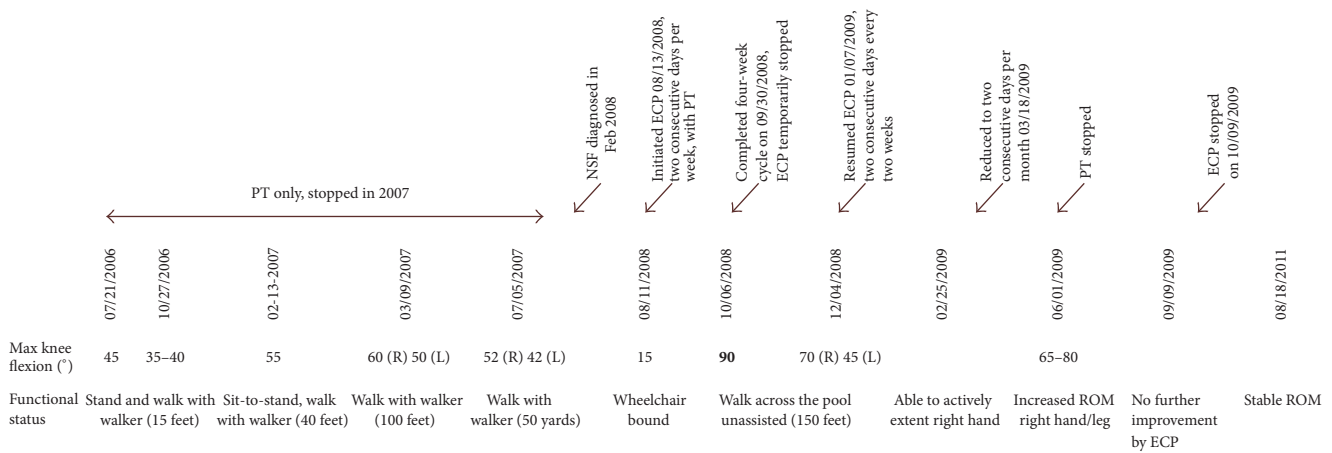 NSF diagnosed in
Feb 2008
Initiated ECP 08/13/2008,
two consecutive days per
week, with PT
Completed four-week
cycle on 09/30/2008,
ECP temporarily stopped
Resumed ECP 01/07/2009,
two consecutive days every
two weeks
Reduced to two
consecutive days per
month 03/18/2009
PT stopped
ECP stopped
on 10/09/2009
PT only, stopped in 2007
07/21/2006
10/27/2006
02-13-2007
03/09/2007
07/05/2007
08/11/2008
10/06/2008
12/04/2008
02/25/2009
06/01/2009
09/09/2009
08/18/2011
Max knee
flexion (°)
45
35–40
55
60 (R) 50 (L)
52 (R) 42 (L)
15
90
70 (R) 45 (L)
65–80
Functional
status
Stand and walk with
walker (15 feet)
Sit-to-stand, walk
with walker (40 feet)
Walk with walker
(100 feet)
Walk with
walker (50 yards)
Wheelchair
bound
Walk across the pool
unassisted (150 feet)
Able to actively
extent right hand
Increased ROM
right hand/leg
No further
improvement
by ECP
Stable ROM